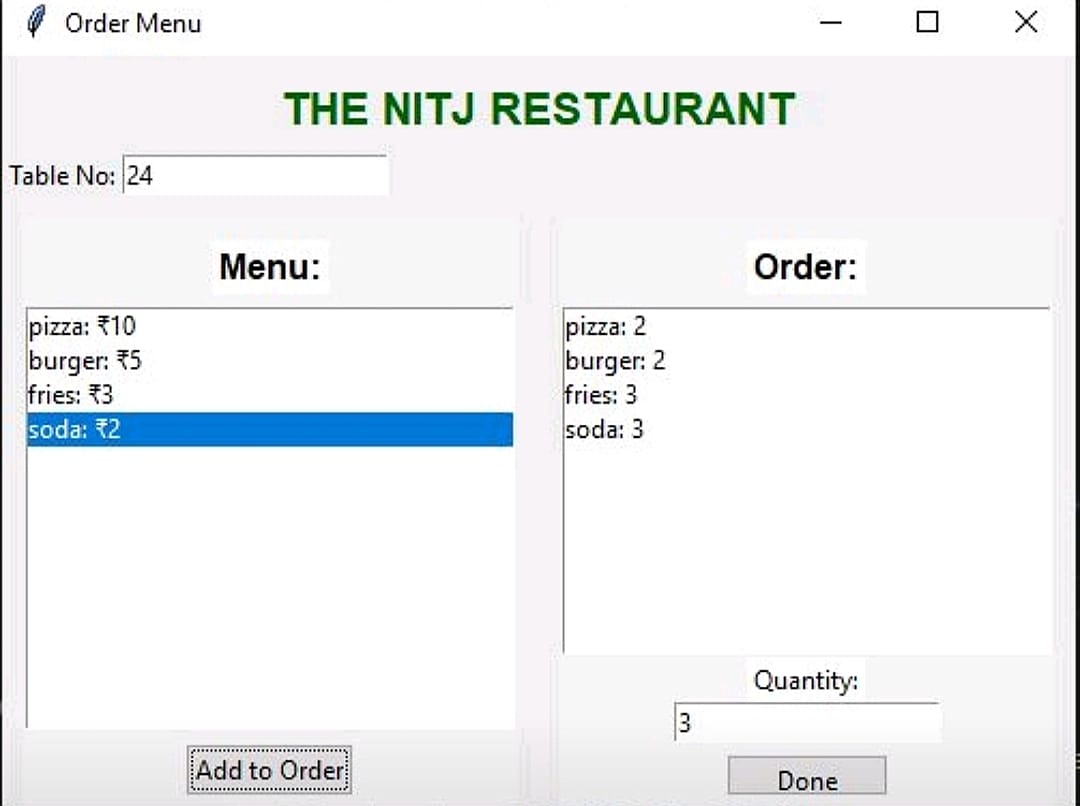 Order Menu
THE NITJ RESTAURANT
Table No: 24
Menu:
pizza: ₹10
burger: ₹5
fries: ₹3
soda: ₹2
Add to Order
Order:
pizza: 2
burger: 2
fries: 3
soda: 3
Quantity:
3
Done